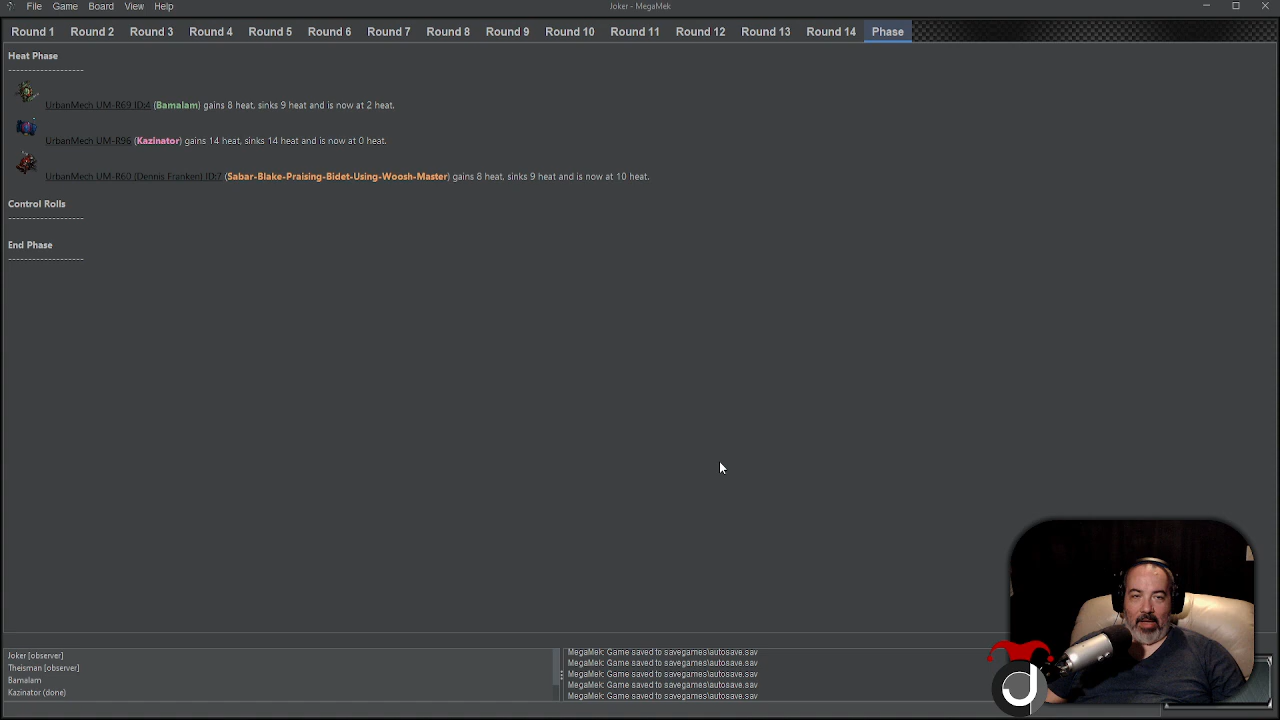 File Game Board View Help
Joker - MegaMek
Round 1 Round 2 Round 3 Round 4 Round 5 Round 6 Round 7 Round 8 Round 9 Round 10 Round 11 Round 12 Round 13 Round 14 Phase
Heat Phase
--------------------
UrbanMech UM-R69 ID:4 (Bamalam) gains 8 heat, sinks 9 heat and is now at 2 heat.
UrbanMech UM-R96 (Kazinator) gains 14 heat, sinks 14 heat and is now at 0 heat.
UrbanMech UM-R60 [Dennis Franken] ID:7 (Sabar-Blake-Praising-Bidet-Using-Woosh-Master) gains 8 heat, sinks 9 heat and is now at 10 heat.
Control Rolls
--------------------
End Phase
--------------------
Joker [observer]
Theisman [observer]
Bamalam
Kazinator (done)
MegaMek: Game saved to savegames\autosave.sav
MegaMek: Game saved to savegames\autosave.sav
MegaMek: Game saved to savegames\autosave.sav
MegaMek: Game saved to savegames\autosave.sav
MegaMek: Game saved to savegames\autosave.sav